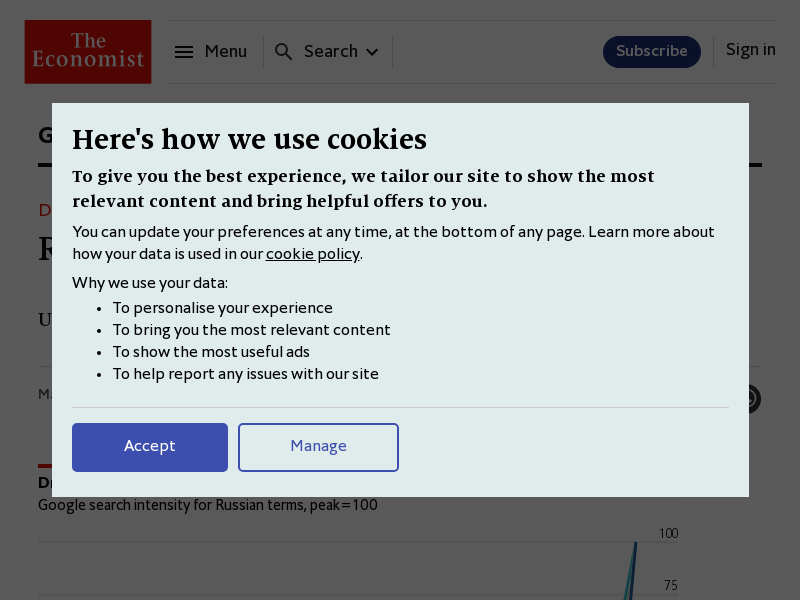 The
Economist
Menu
Search
Subscribe
Sign in
G
Here's how we use cookies
To give you the best experience, we tailor our site to show the most
relevant content and bring helpful offers to you.
You can update your preferences at any time, at the bottom of any page. Learn more about
how your data is used in our cookie policy.
Why we use your data:
• To personalise your experience
• To bring you the most relevant content
• To show the most useful ads
• To help report any issues with our site
Accept
Manage
Google search intensity for Russian terms, peak=100
100
75